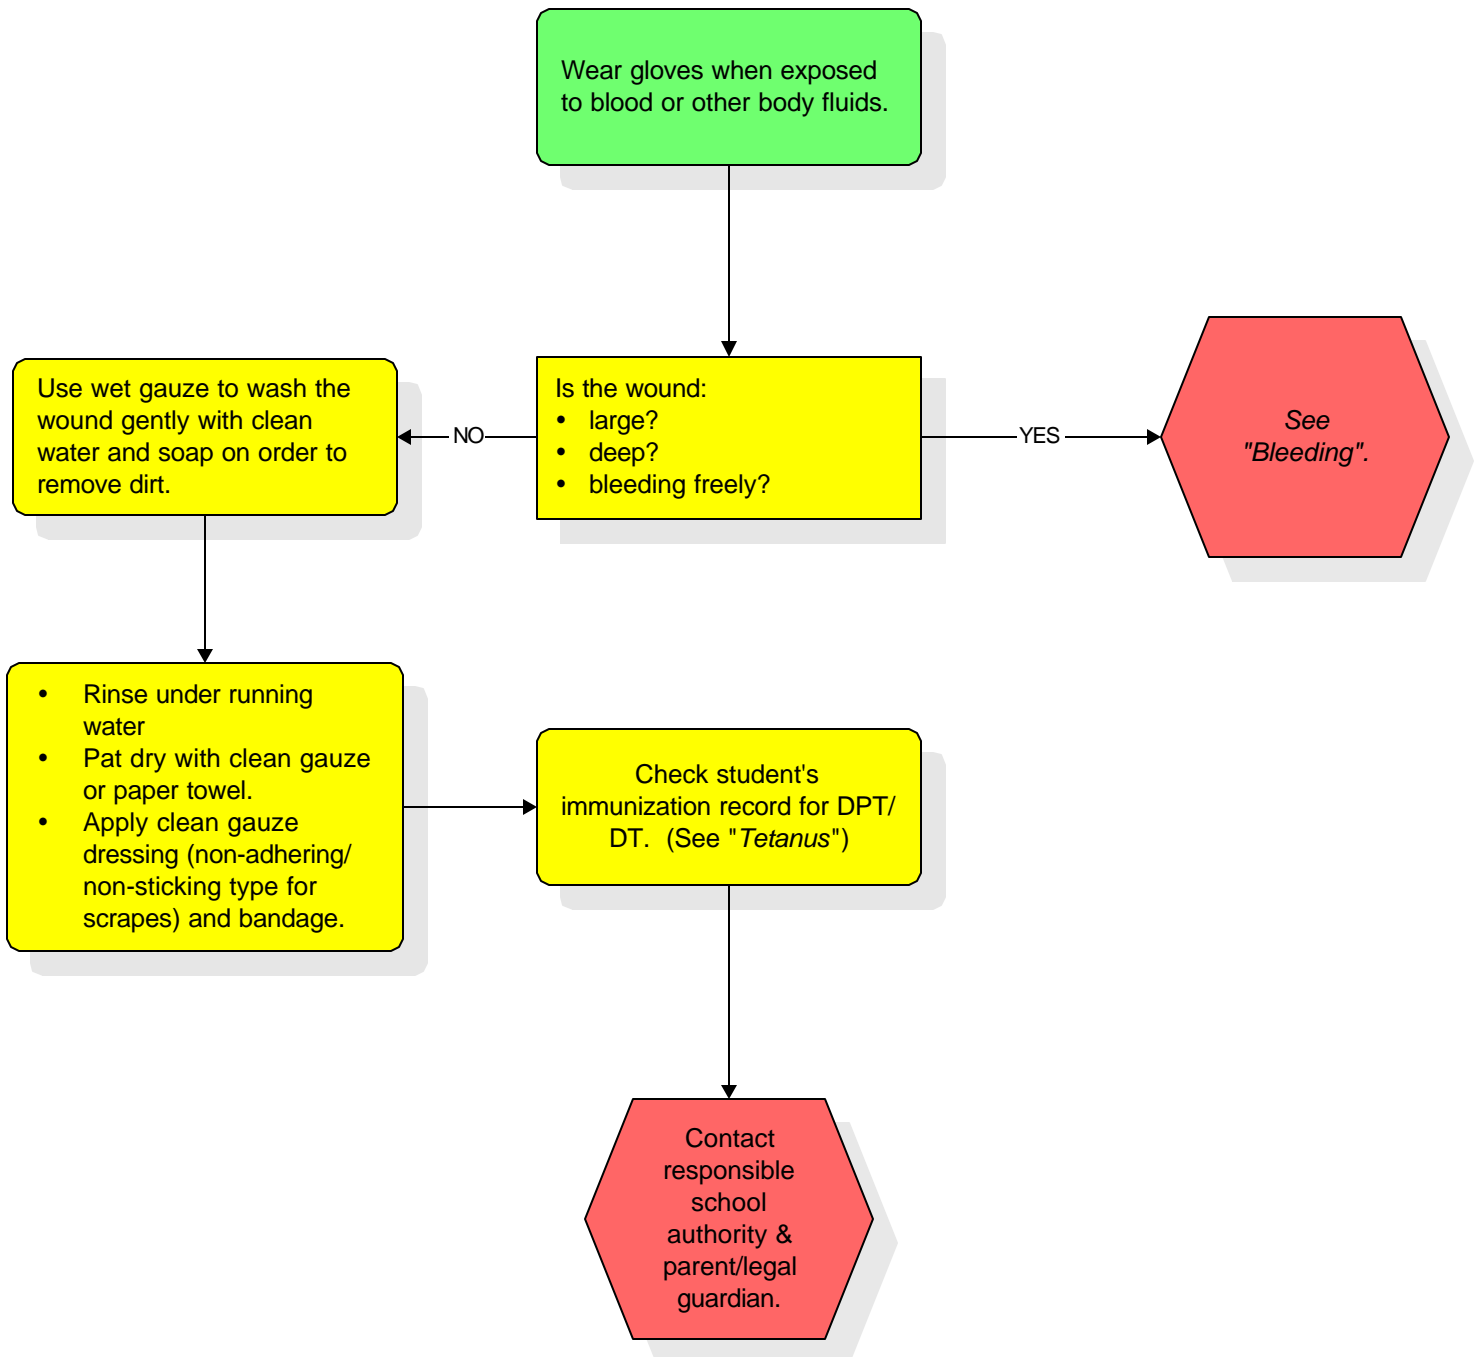 Wear gloves when exposed
to blood or other body fluids.
Use wet gauze to wash the
wound gently with clean
water and soap on order to
remove dirt.
NO
Is the wound:
• large?
• deep?
• bleeding freely?
YES
See
"Bleeding".
• Rinse under running
water
• Pat dry with clean gauze
or paper towel.
• Apply clean gauze
dressing (non-adhering/
non-sticking type for
scrapes) and bandage.
Check student's
immunization record for DPT/
DT.  (See "Tetanus")
Contact
responsible
school
authority &
parent/legal
guardian.